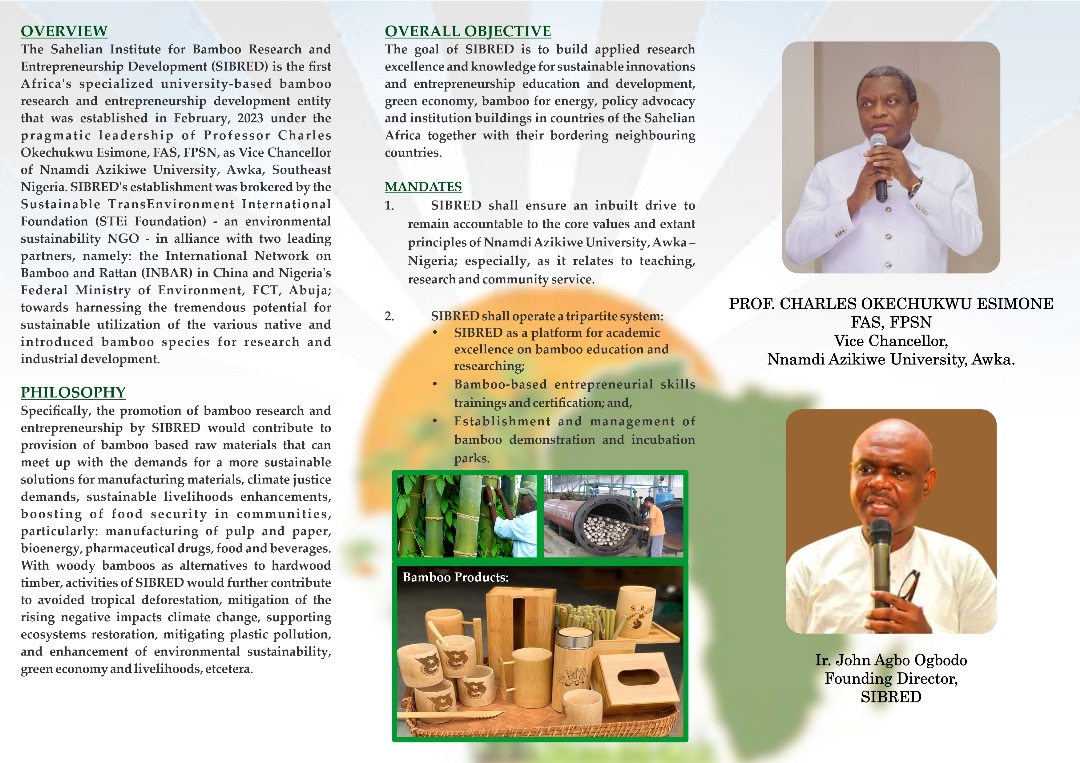 OVERVIEW
The Sahelian Institute for Bamboo Research and
Entrepreneurship Development (SIBRED) is the first
Africa's specialized university-based bamboo
research and entrepreneurship development entity
that was established in February, 2023 under the
pragmatic leadership of Professor Charles
Okechukwu Esimone, FAS, FPSN, as Vice Chancellor
of Nnamdi Azikiwe University, Awka, Southeast
Nigeria. SIBRED's establishment was brokered by the
Sustainable TransEnvironment International
Foundation (STEi Foundation) - an environmental
sustainability NGO - in alliance with two leading
partners, namely: the International Network on
Bamboo and Rattan (INBAR) in China and Nigeria's
Federal Ministry of Environment, FCT, Abuja;
towards harnessing the tremendous potential for
sustainable utilization of the various native and
introduced bamboo species for research and
industrial development.
PHILOSOPHY
Specifically, the promotion of bamboo research and
entrepreneurship by SIBRED would contribute to
provision of bamboo based raw materials that can
meet up with the demands for a more sustainable
solutions for manufacturing materials, climate justice
demands, sustainable livelihoods enhancements,
boosting of food security in communities,
particularly: manufacturing of pulp and paper,
bioenergy, pharmaceutical drugs, food and beverages.
With woody bamboos as alternatives to hardwood
timber, activities of SIBRED would further contribute
to avoided tropical deforestation, mitigation of the
rising negative impacts climate change, supporting
ecosystems restoration, mitigating plastic pollution,
and enhancement of environmental sustainability,
green economy and livelihoods, etcetera.
OVERALL OBJECTIVE
The goal of SIBRED is to build applied research
excellence and knowledge for sustainable innovations
and entrepreneurship education and development,
green economy, bamboo for energy, policy advocacy
and institution buildings in countries of the Sahelian
Africa together with their bordering neighbouring
countries.
MANDATES
1. SIBRED shall ensure an inbuilt drive to
remain accountable to the core values and extant
principles of Nnamdi Azikiwe University, Awka –
Nigeria; especially, as it relates to teaching,
research and community service.
2. SIBRED shall operate a tripartite system:
• SIBRED as a platform for academic
excellence on bamboo education and
researching;
• Bamboo-based entrepreneurial skills
trainings and certification; and,
• Establishment and management of
bamboo demonstration and incubation
parks.
Bamboo Products:
PROF. CHARLES OKECHUKWU ESIMONE
FAS, FPSN
Vice Chancellor,
Nnamdi Azikiwe University, Awka.
Ir. John Agbo Ogbodo
Founding Director,
SIBRED